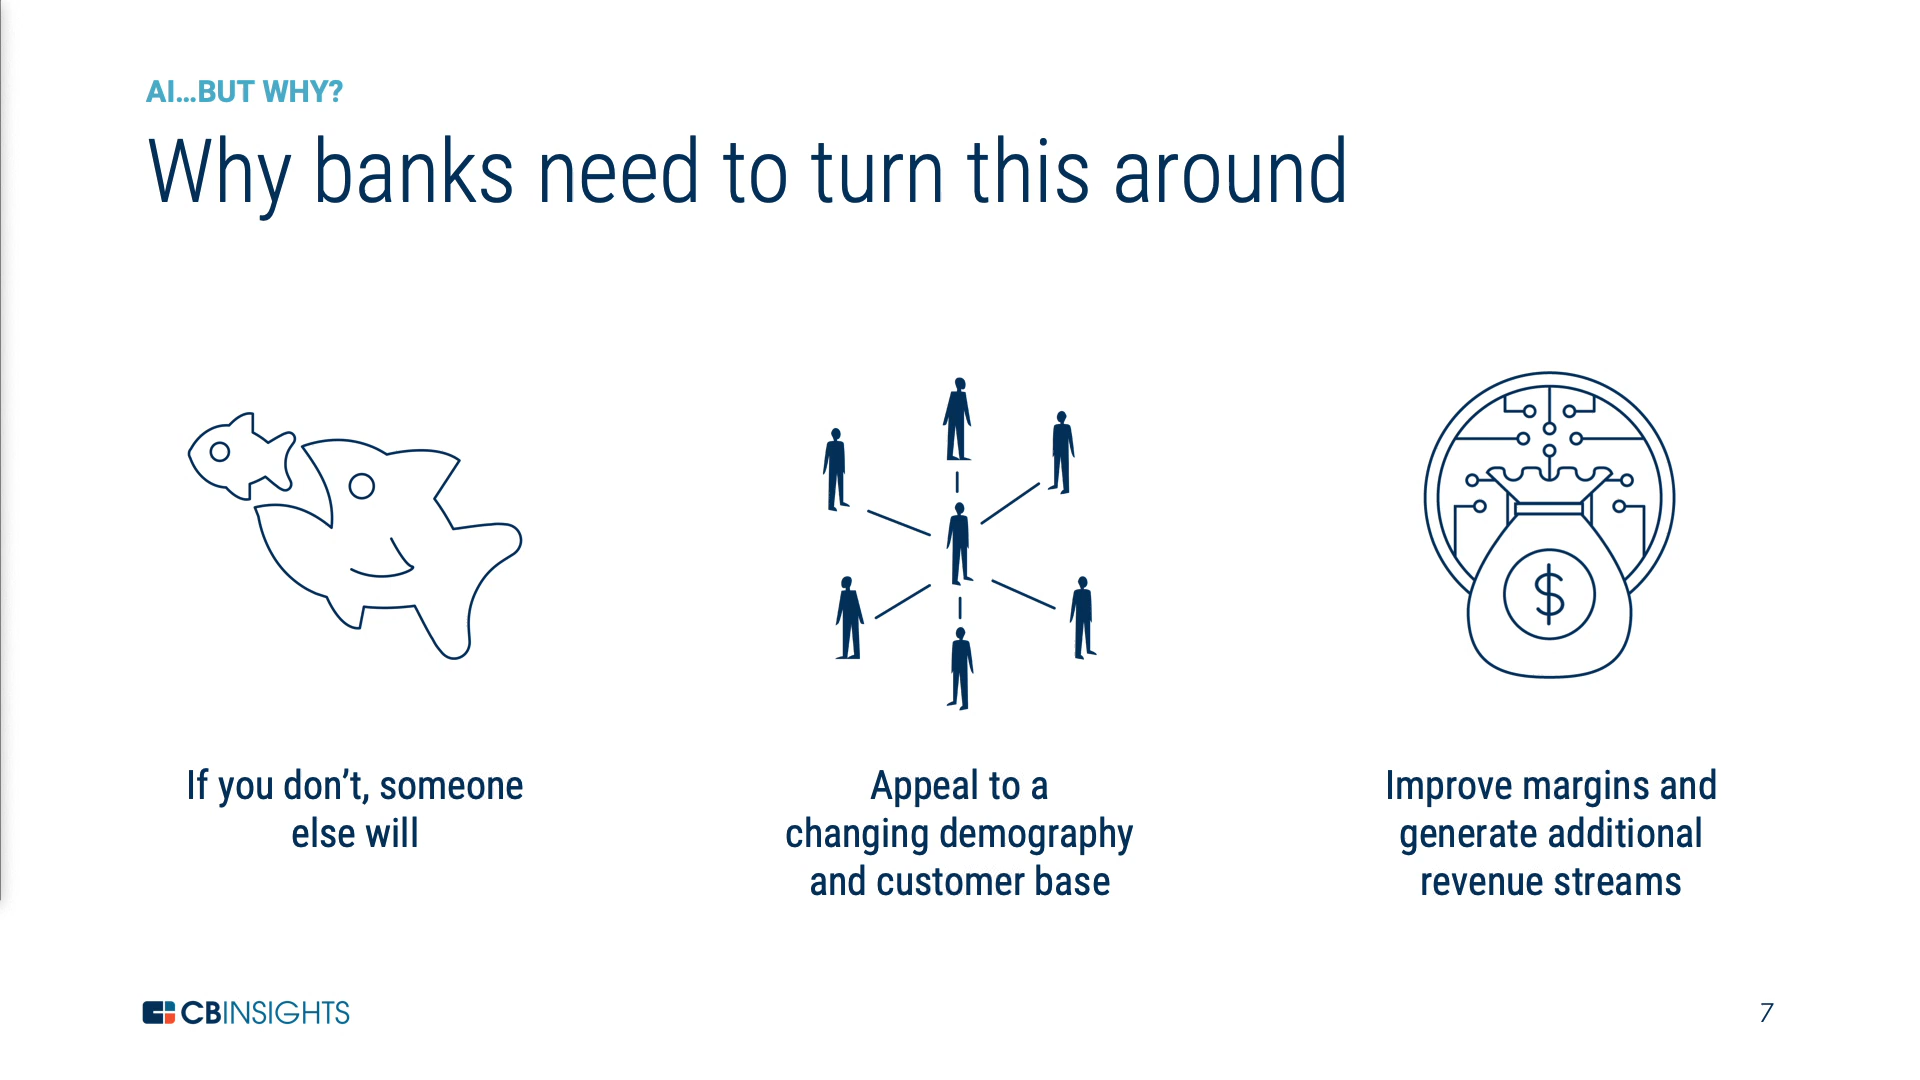 AI...BUT WHY?
Why banks need to turn this around
$
If you don’t, someone
else will
Appeal to a
changing demography
and customer base
Improve margins and
generate additional
revenue streams
CBINSIGHTS
7